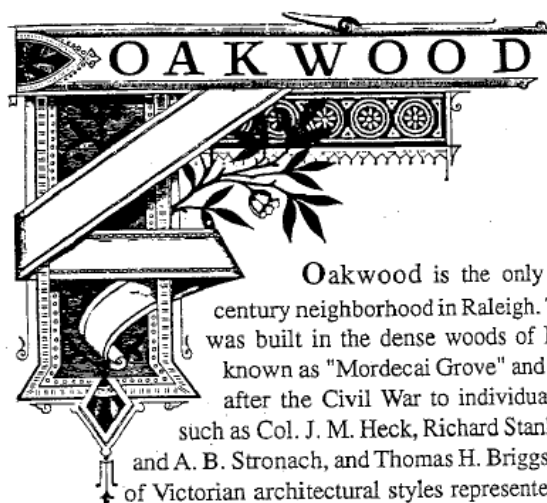 OAKWOOD
Oakwood is the only
century neighborhood in Raleigh.
was built in the dense woods of
known as "Mordecai Grove" and
after the Civil War to individua
such as Col. J. M. Heck, Richard Stan
and A. B. Stronach, and Thomas H. Briggs
of Victorian architectural styles represente